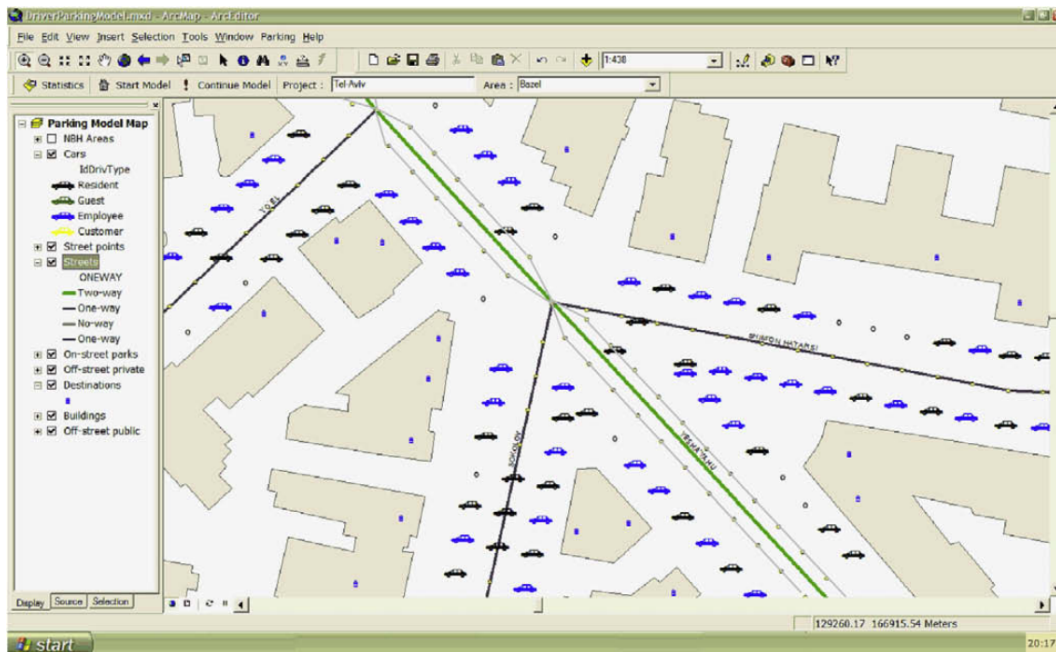 DriverParkingModel.mxd - ArcMap - ArcEditor
File Edit View Insert Selection Tools Window Parking Help
1:438
Statistics Start Model Continue Model Project : Tel-Aviv Area : Bazel
Parking Model Map
NBH Areas
Cars
IdDrivType
Resident
Guest
Employee
Customer
Street points
Streets
ONEWAY
Two-way
One-way
No-way
One-way
On-street parks
Off-street private
Destinations
Buildings
Off-street public
YOEL
SOKOLOV
YESHAYAHU
Display Source Selection
129260.17 166915.54 Meters
start
20:17